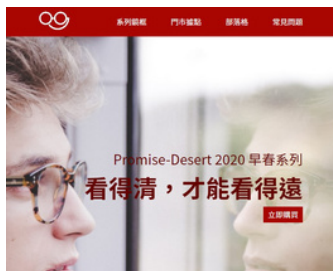 系列鏡框 門市據點 部落格 常見問題
Promise-Desert 2020 早春系列
看得清，才能看得遠
立即購買